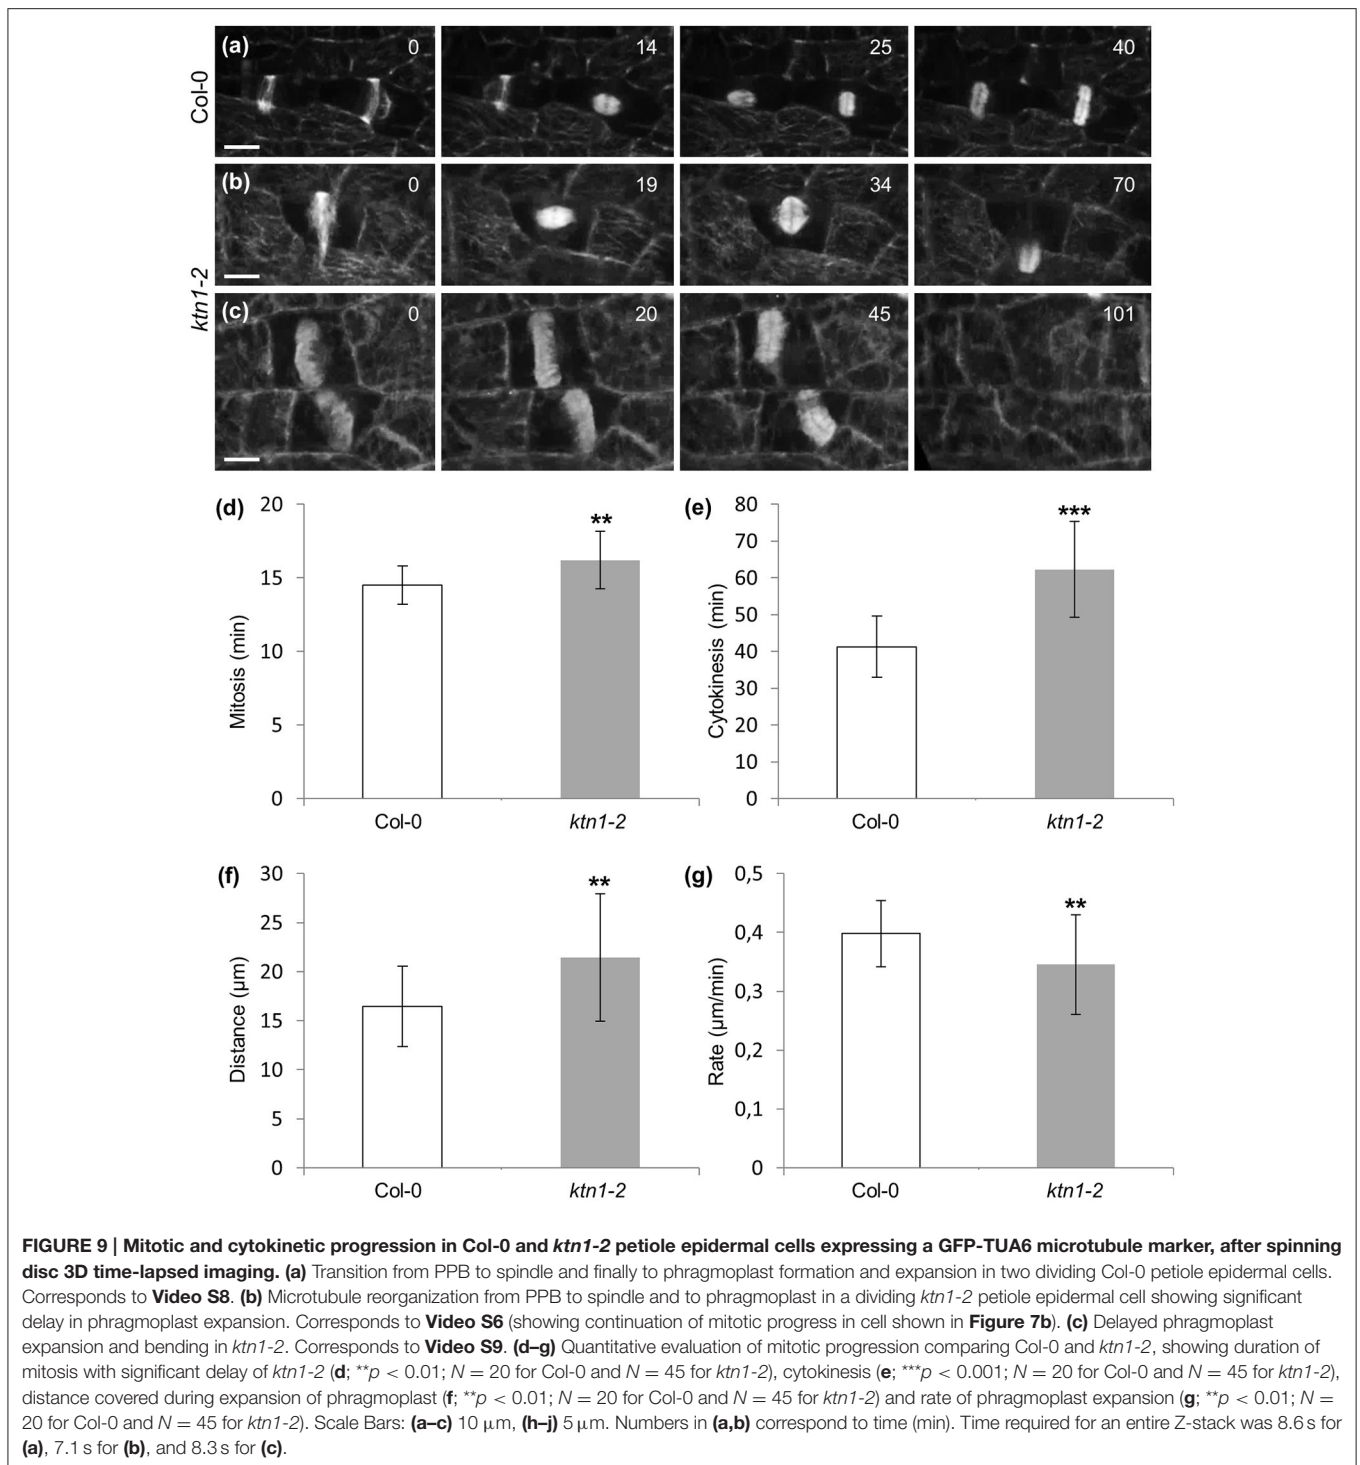 (a) 0 14 25 40
Col-0
(b) 0 19 34 70
ktn1-2
(c) 0 20 45 101
(d)
20
15
10
5
0
Mitosis (min)
**
Col-0 ktn1-2
(e)
80
70
60
50
40
30
20
10
0
Cytokinesis (min)
***
Col-0 ktn1-2
(f)
30
25
20
15
10
5
0
Distance (µm)
**
Col-0 ktn1-2
(g)
0,5
0,4
0,3
0,2
0,1
0
Rate (µm/min)
**
Col-0 ktn1-2
FIGURE 9 | Mitotic and cytokinetic progression in Col-0 and ktn1-2 petiole epidermal cells expressing a GFP-TUA6 microtubule marker, after spinning
disc 3D time-lapsed imaging. (a) Transition from PPB to spindle and finally to phragmoplast formation and expansion in two dividing Col-0 petiole epidermal cells.
Corresponds to Video S8. (b) Microtubule reorganization from PPB to spindle and to phragmoplast in a dividing ktn1-2 petiole epidermal cell showing significant
delay in phragmoplast expansion. Corresponds to Video S6 (showing continuation of mitotic progress in cell shown in Figure 7b). (c) Delayed phragmoplast
expansion and bending in ktn1-2. Corresponds to Video S9. (d–g) Quantitative evaluation of mitotic progression comparing Col-0 and ktn1-2, showing duration of
mitosis with significant delay of ktn1-2 (d; **p < 0.01; N = 20 for Col-0 and N = 45 for ktn1-2), cytokinesis (e; ***p < 0.001; N = 20 for Col-0 and N = 45 for ktn1-2),
distance covered during expansion of phragmoplast (f; **p < 0.01; N = 20 for Col-0 and N = 45 for ktn1-2) and rate of phragmoplast expansion (g; **p < 0.01; N =
20 for Col-0 and N = 45 for ktn1-2). Scale Bars: (a–c) 10 µm, (h–j) 5 µm. Numbers in (a,b) correspond to time (min). Time required for an entire Z-stack was 8.6 s for
(a), 7.1 s for (b), and 8.3 s for (c).